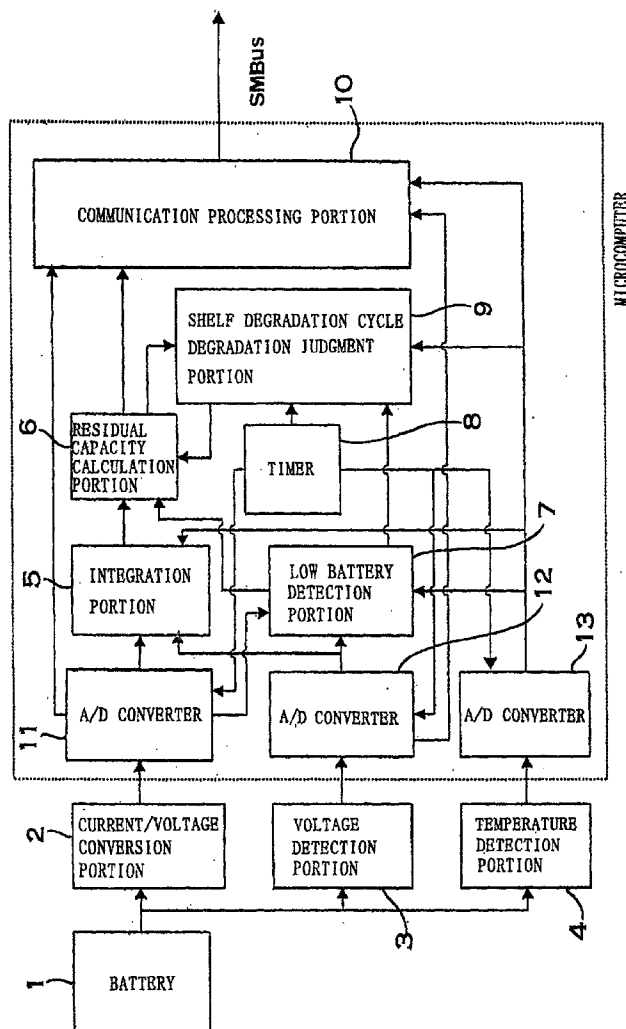 1
BATTERY
2
CURRENT/VOLTAGE
CONVERSION
PORTION
VOLTAGE
DETECTION
PORTION
3
TEMPERATURE
DETECTION
PORTION
4
11
A/D CONVERTER
A/D CONVERTER
12
A/D CONVERTER
13
5
INTEGRATION
PORTION
LOW BATTERY
DETECTION
PORTION
7
6
RESIDUAL
CAPACITY
CALCULATION
PORTION
TIMER
8
SHELF DEGRADATION CYCLE
DEGRADATION JUDGMENT
PORTION
9
COMMUNICATION PROCESSING PORTION
10
SMBus
MICROCOMPUTER